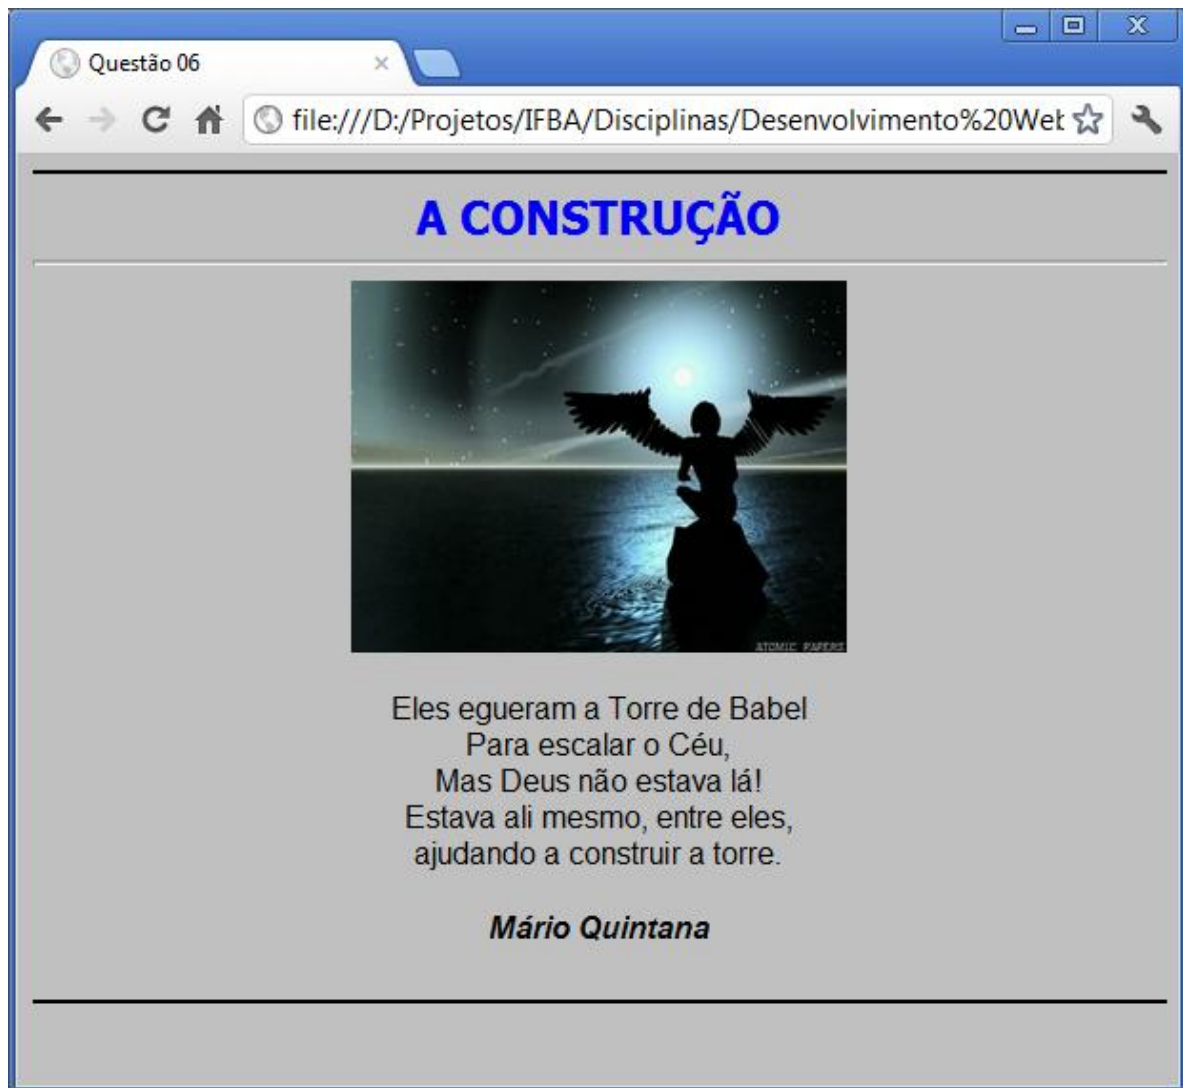 Questão 06
file:///D:/Projetos/IFBA/Disciplinas/Desenvolvimento%20Wet
A CONSTRUÇÃO
ATOMIC PAPERS
Eles egueram a Torre de Babel
Para escalar o Céu,
Mas Deus não estava lá!
Estava ali mesmo, entre eles,
ajudando a construir a torre.
Mário Quintana